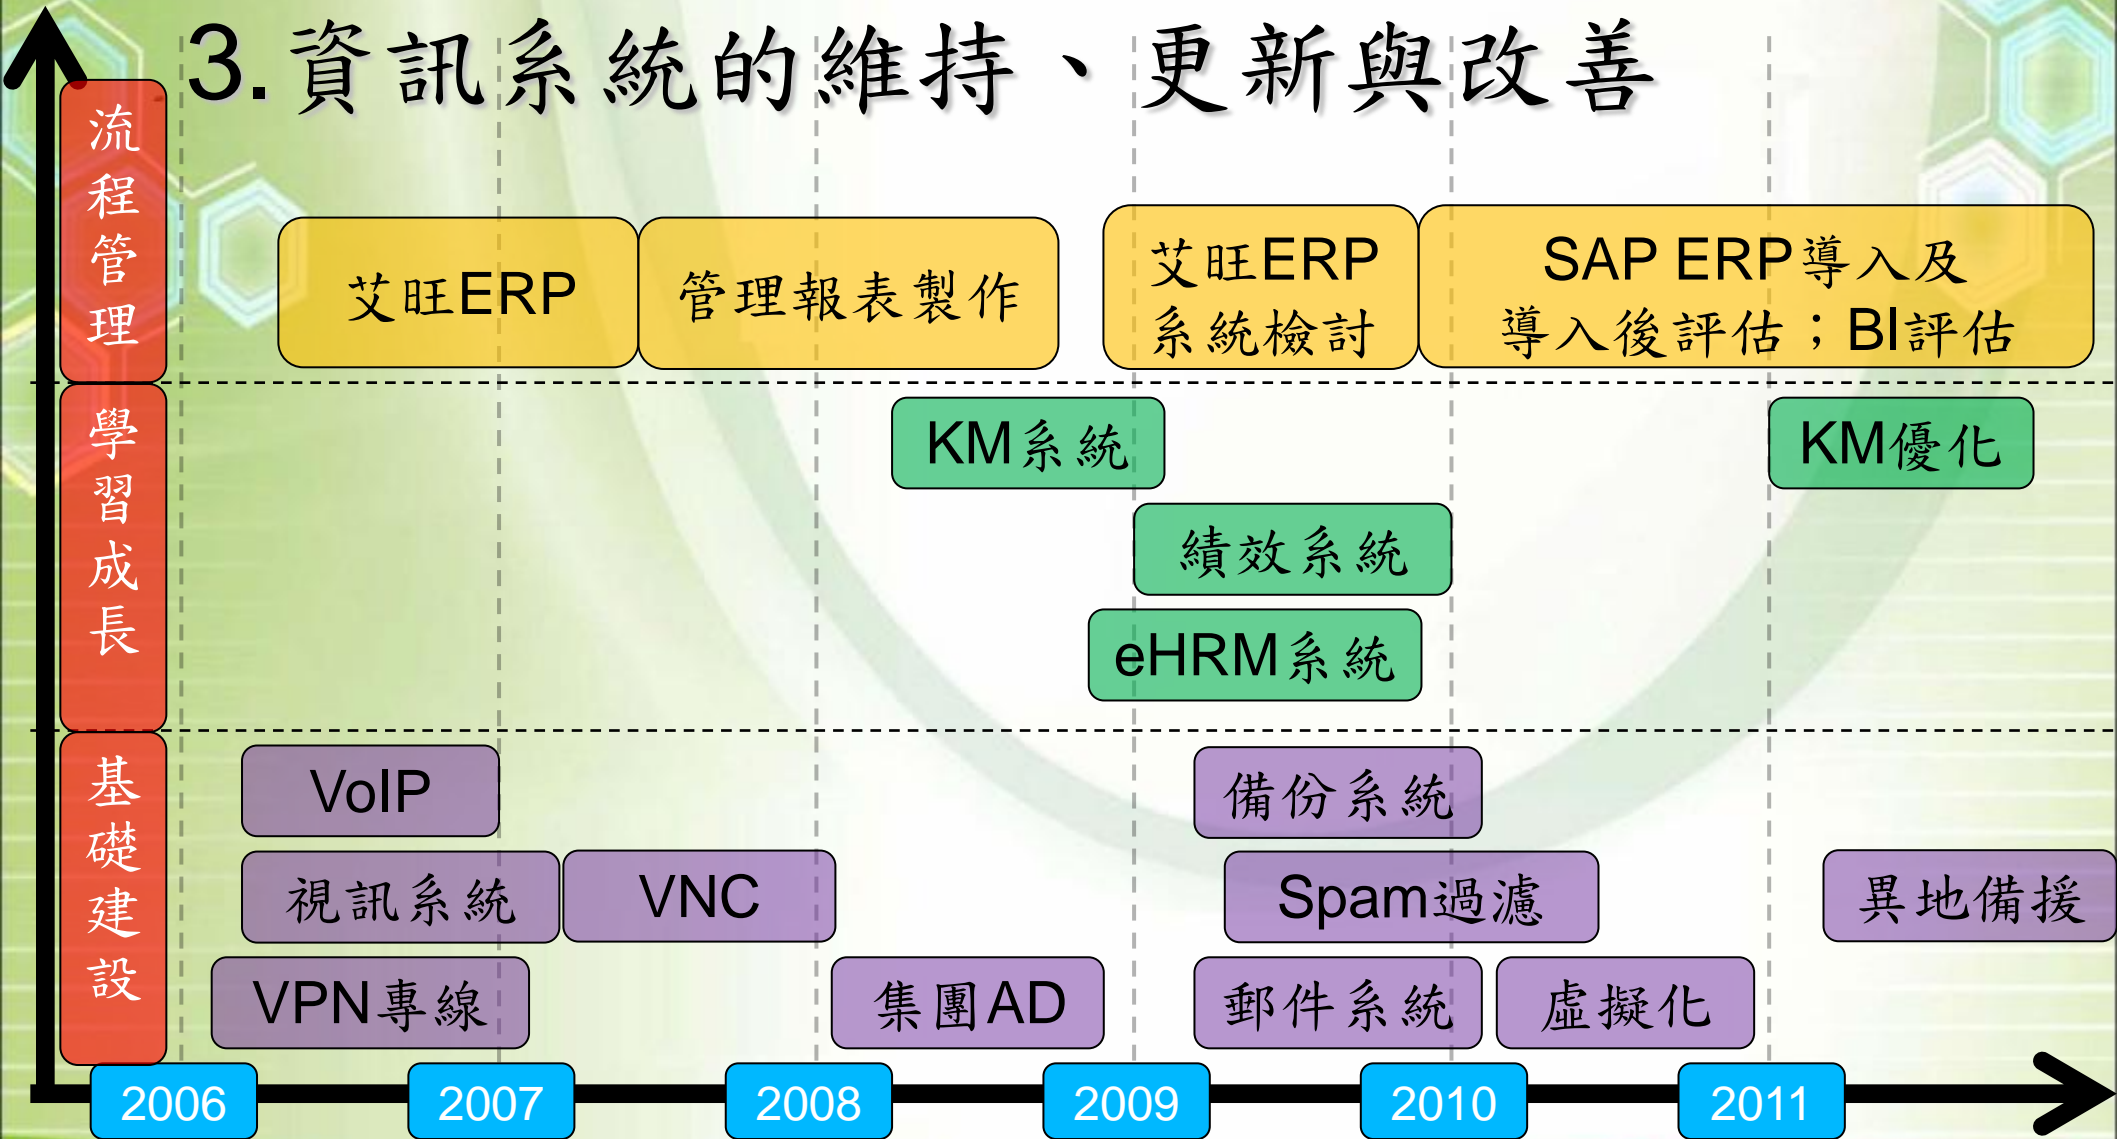 3.資訊系統的維持、更新與改善
流程管理
艾旺ERP
管理報表製作
艾旺ERP
系統檢討
SAP ERP導入及
導入後評估；BI評估
學習成長
KM系統
KM優化
績效系統
eHRM系統
基礎建設
VoIP
備份系統
視訊系統
VNC
Spam過濾
異地備援
VPN專線
集團AD
郵件系統
虛擬化
2006
2007
2008
2009
2010
2011